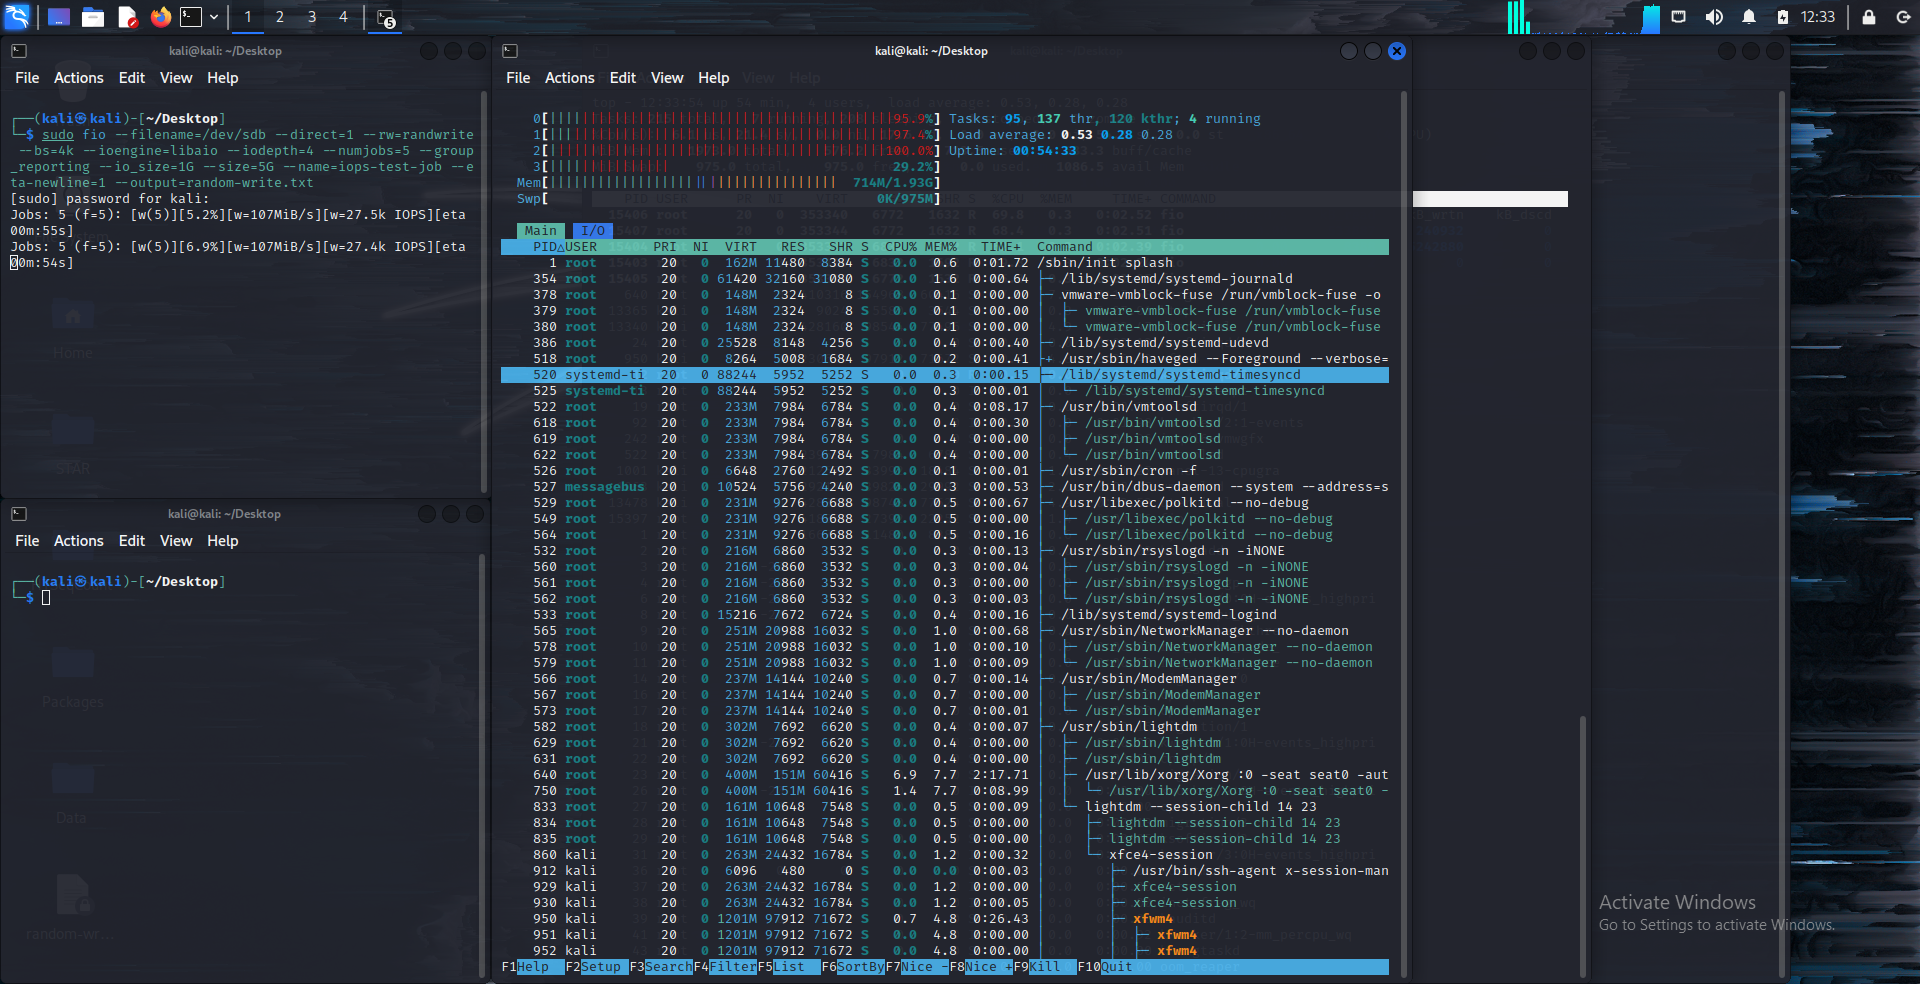 1 2 3 4 5 12:33
kali@kali: ~/Desktop
File Actions Edit View Help
┌──(kali㉿kali)-[~/Desktop]
└─$ sudo fio --filename=/dev/sdb --direct=1 --rw=randwrite
--bs=4k --ioengine=libaio --iodepth=4 --numjobs=5 --group
_reporting --io_size=1G --size=5G --name=iops-test-job --e
ta-newline=1 --output=random-write.txt
[sudo] password for kali:
Jobs: 5 (f=5): [w(5)][5.2%][w=107MiB/s][w=27.5k IOPS][eta
00m:55s]
Jobs: 5 (f=5): [w(5)][6.9%][w=107MiB/s][w=27.4k IOPS][eta
00m:54s]
Home
STAR
kali@kali: ~/Desktop
File Actions Edit View Help
┌──(kali㉿kali)-[~/Desktop]
└─$
Packages
Data
random-wr...
kali@kali: ~/Desktop
File Actions Edit View Help
0[95.9%] Tasks: 95, 137 thr, 120 kthr; 4 running
1[97.4%] Load average: 0.53 0.28 0.28
2[100.0%] Uptime: 00:54:33
3[29.2%]
Mem[714M/1.93G]
Swp[0K/975M]
Main I/O
PID△USER PRI NI VIRT RES SHR S CPU% MEM% TIME+ Command
1 root 20 0 162M 11480 8384 S 0.0 0.6 0:01.72 /sbin/init splash
354 root 20 0 61420 32160 31080 S 0.0 1.6 0:00.64 ├─ /lib/systemd/systemd-journald
378 root 20 0 148M 2324 8 S 0.0 0.1 0:00.00 ├─ vmware-vmblock-fuse /run/vmblock-fuse -o
379 root 20 0 148M 2324 8 S 0.0 0.1 0:00.00 │ ├─ vmware-vmblock-fuse /run/vmblock-fuse
380 root 20 0 148M 2324 8 S 0.0 0.1 0:00.00 │ └─ vmware-vmblock-fuse /run/vmblock-fuse
386 root 20 0 25528 8148 4256 S 0.0 0.4 0:00.40 ├─ /lib/systemd/systemd-udevd
518 root 20 0 8264 5008 1684 S 0.0 0.2 0:00.41 ├+ /usr/sbin/haveged --Foreground --verbose=
520 systemd-ti 20 0 88244 5952 5252 S 0.0 0.3 0:00.15 ├─ /lib/systemd/systemd-timesyncd
525 systemd-ti 20 0 88244 5952 5252 S 0.0 0.3 0:00.01 │ └─ /lib/systemd/systemd-timesyncd
522 root 20 0 233M 7984 6784 S 0.0 0.4 0:08.17 ├─ /usr/bin/vmtoolsd
618 root 20 0 233M 7984 6784 S 0.0 0.4 0:00.30 │ ├─ /usr/bin/vmtoolsd
619 root 20 0 233M 7984 6784 S 0.0 0.4 0:00.00 │ ├─ /usr/bin/vmtoolsd
622 root 20 0 233M 7984 6784 S 0.0 0.4 0:00.00 │ └─ /usr/bin/vmtoolsd
526 root 20 0 6648 2760 2492 S 0.0 0.1 0:00.01 ├─ /usr/sbin/cron -f
527 messagebus 20 0 10524 5756 4240 S 0.0 0.3 0:00.53 ├─ /usr/bin/dbus-daemon --system --address=s
529 root 20 0 231M 9276 6688 S 0.0 0.5 0:00.67 ├─ /usr/libexec/polkitd --no-debug
549 root 20 0 231M 9276 6688 S 0.0 0.5 0:00.00 │ ├─ /usr/libexec/polkitd --no-debug
564 root 20 0 231M 9276 6688 S 0.0 0.5 0:00.16 │ └─ /usr/libexec/polkitd --no-debug
532 root 20 0 216M 6860 3532 S 0.0 0.3 0:00.13 ├─ /usr/sbin/rsyslogd -n -iNONE
560 root 20 0 216M 6860 3532 S 0.0 0.3 0:00.04 │ ├─ /usr/sbin/rsyslogd -n -iNONE
561 root 20 0 216M 6860 3532 S 0.0 0.3 0:00.00 │ ├─ /usr/sbin/rsyslogd -n -iNONE
562 root 20 0 216M 6860 3532 S 0.0 0.3 0:00.03 │ └─ /usr/sbin/rsyslogd -n -iNONE
533 root 20 0 15216 7672 6724 S 0.0 0.4 0:00.16 ├─ /lib/systemd/systemd-logind
565 root 20 0 251M 20988 16032 S 0.0 1.0 0:00.68 ├─ /usr/sbin/NetworkManager --no-daemon
578 root 20 0 251M 20988 16032 S 0.0 1.0 0:00.10 │ ├─ /usr/sbin/NetworkManager --no-daemon
579 root 20 0 251M 20988 16032 S 0.0 1.0 0:00.09 │ └─ /usr/sbin/NetworkManager --no-daemon
566 root 20 0 237M 14144 10240 S 0.0 0.7 0:00.14 ├─ /usr/sbin/ModemManager
567 root 20 0 237M 14144 10240 S 0.0 0.7 0:00.00 │ ├─ /usr/sbin/ModemManager
573 root 20 0 237M 14144 10240 S 0.0 0.7 0:00.01 │ └─ /usr/sbin/ModemManager
582 root 20 0 302M 7692 6620 S 0.0 0.4 0:00.07 ├─ /usr/sbin/lightdm
629 root 20 0 302M 7692 6620 S 0.0 0.4 0:00.00 │ ├─ /usr/sbin/lightdm
631 root 20 0 302M 7692 6620 S 0.0 0.4 0:00.00 │ ├─ /usr/sbin/lightdm
640 root 20 0 400M 151M 60416 S 6.9 7.7 2:17.71 │ ├─ /usr/lib/xorg/Xorg :0 -seat seat0 -aut
750 root 20 0 400M 151M 60416 S 1.4 7.7 0:08.99 │ │ └─ /usr/lib/xorg/Xorg :0 -seat seat0 -
833 root 20 0 161M 10648 7548 S 0.0 0.5 0:00.09 │ └─ lightdm --session-child 14 23
834 root 20 0 161M 10648 7548 S 0.0 0.5 0:00.00 │ ├─ lightdm --session-child 14 23
835 root 20 0 161M 10648 7548 S 0.0 0.5 0:00.00 │ ├─ lightdm --session-child 14 23
860 kali 20 0 263M 24432 16784 S 0.0 1.2 0:00.32 │ └─ xfce4-session
912 kali 20 0 6096 480 0 S 0.0 0.0 0:00.03 │ ├─ /usr/bin/ssh-agent x-session-man
929 kali 20 0 263M 24432 16784 S 0.0 1.2 0:00.00 │ ├─ xfce4-session
930 kali 20 0 263M 24432 16784 S 0.0 1.2 0:00.05 │ ├─ xfce4-session
950 kali 20 0 1201M 97912 71672 S 0.7 4.8 0:26.43 │ ├─ xfwm4
951 kali 20 0 1201M 97912 71672 S 0.0 4.8 0:00.00 │ │ ├─ xfwm4
952 kali 20 0 1201M 97912 71672 S 0.0 4.8 0:00.00 │ │ ├─ xfwm4
F1Help F2Setup F3SearchF4FilterF5List F6SortByF7Nice -F8Nice +F9Kill F10Quit
Activate Windows
Go to Settings to activate Windows.